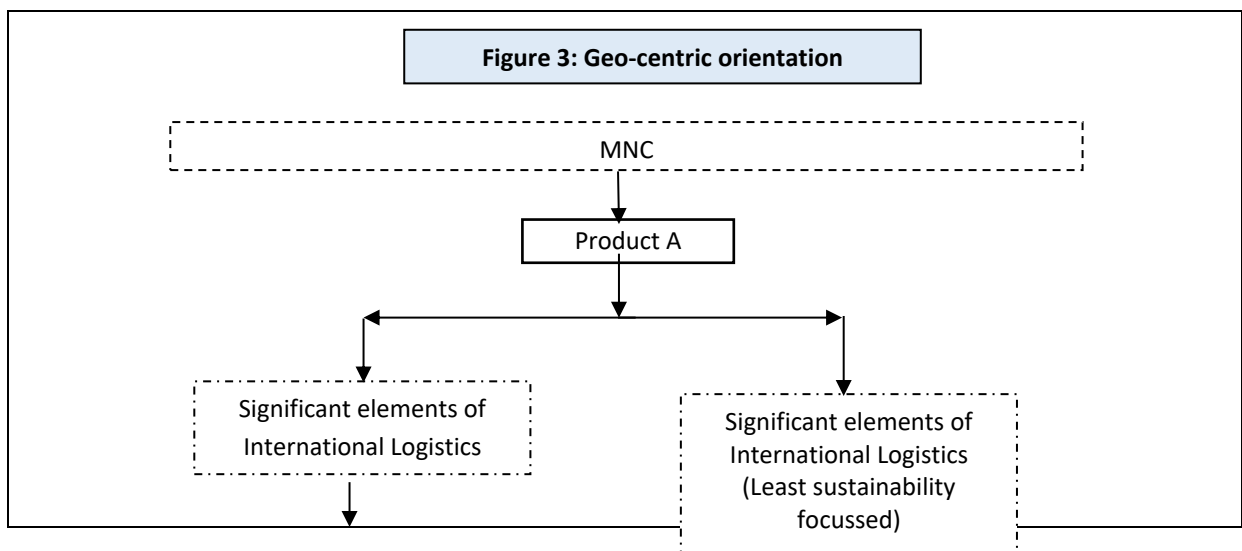 Figure 3: Geo-centric orientation
MNC
Product A
Significant elements of
International Logistics
Significant elements of
International Logistics
(Least sustainability
focussed)